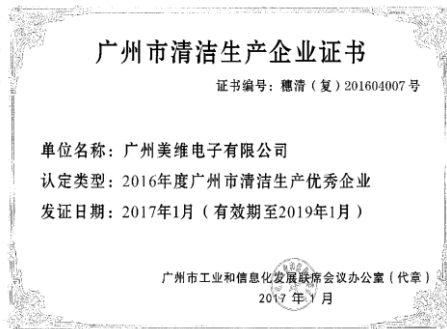 广州市清洁生产企业证书
证书编号：穗清（复）201604007号
单位名称：广州美维电子有限公司
认定类型：2016年度广州市清洁生产优秀企业
发证日期：2017年1月（有效期至2019年1月）
广州市工业和信息化发展联席会议办公室（代章）
2017年1月